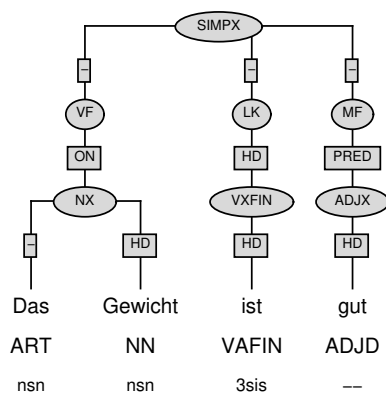 SIMPX
– – –
VF LK MF
ON HD PRED
NX VXFIN ADJX
– HD HD HD
Das Gewicht ist gut
ART NN VAFIN ADJD
nsn nsn 3sis --